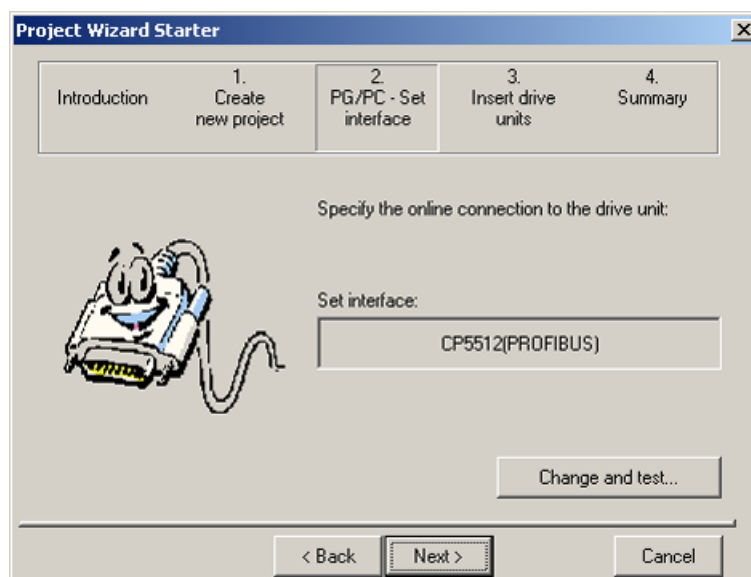 Project Wizard Starter
Introduction
1.
Create
new project
2.
PG/PC - Set
interface
3.
Insert drive
units
4.
Summary
Specify the online connection to the drive unit:
Set interface:
CP5512(PROFIBUS)
Change and test...
< Back
Next >
Cancel